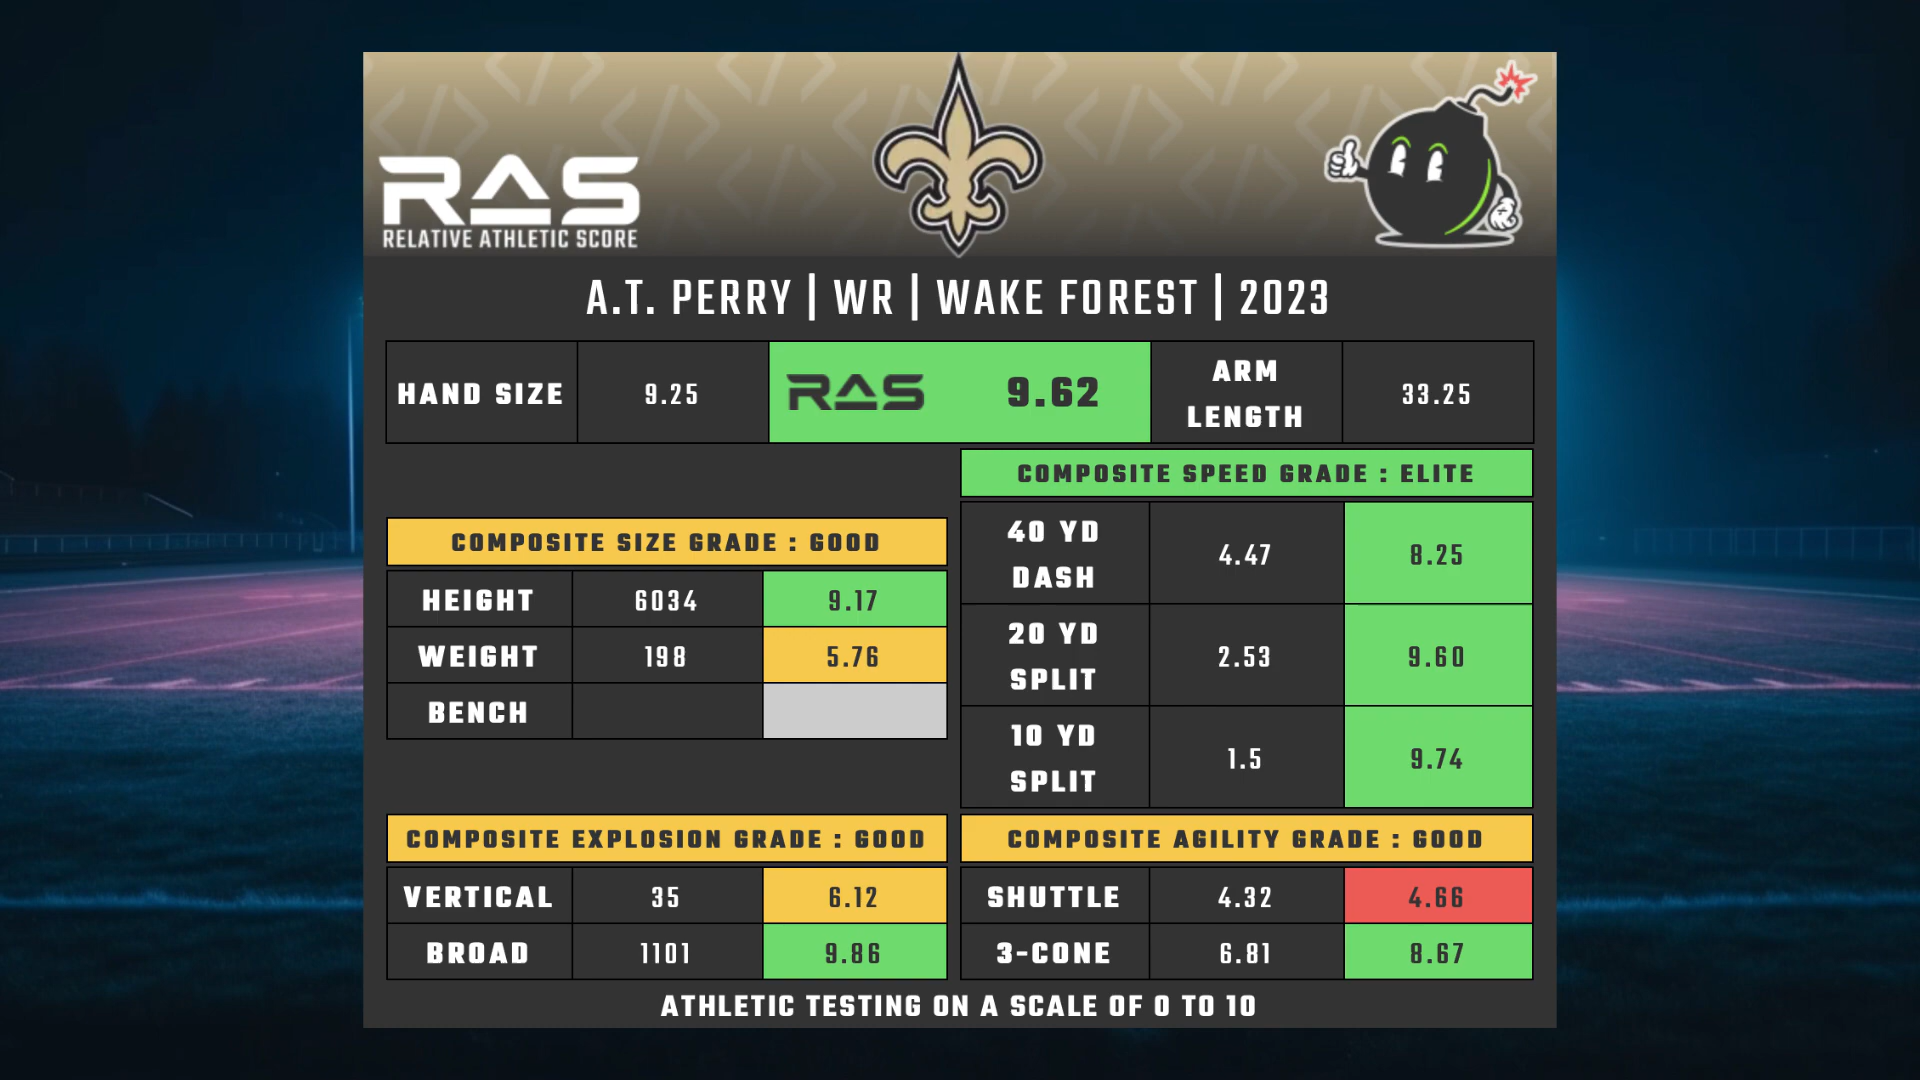 RAS
RELATIVE ATHLETIC SCORE
A.T. PERRY | WR | WAKE FOREST | 2023
HAND SIZE 9.25 RAS 9.62 ARM LENGTH 33.25
COMPOSITE SPEED GRADE : ELITE
40 YD DASH 4.47 8.25
20 YD SPLIT 2.53 9.60
10 YD SPLIT 1.5 9.74
COMPOSITE SIZE GRADE : GOOD
HEIGHT 6034 9.17
WEIGHT 198 5.76
BENCH
COMPOSITE EXPLOSION GRADE : GOOD
VERTICAL 35 6.12
BROAD 1101 9.86
COMPOSITE AGILITY GRADE : GOOD
SHUTTLE 4.32 4.66
3-CONE 6.81 8.67
ATHLETIC TESTING ON A SCALE OF 0 TO 10